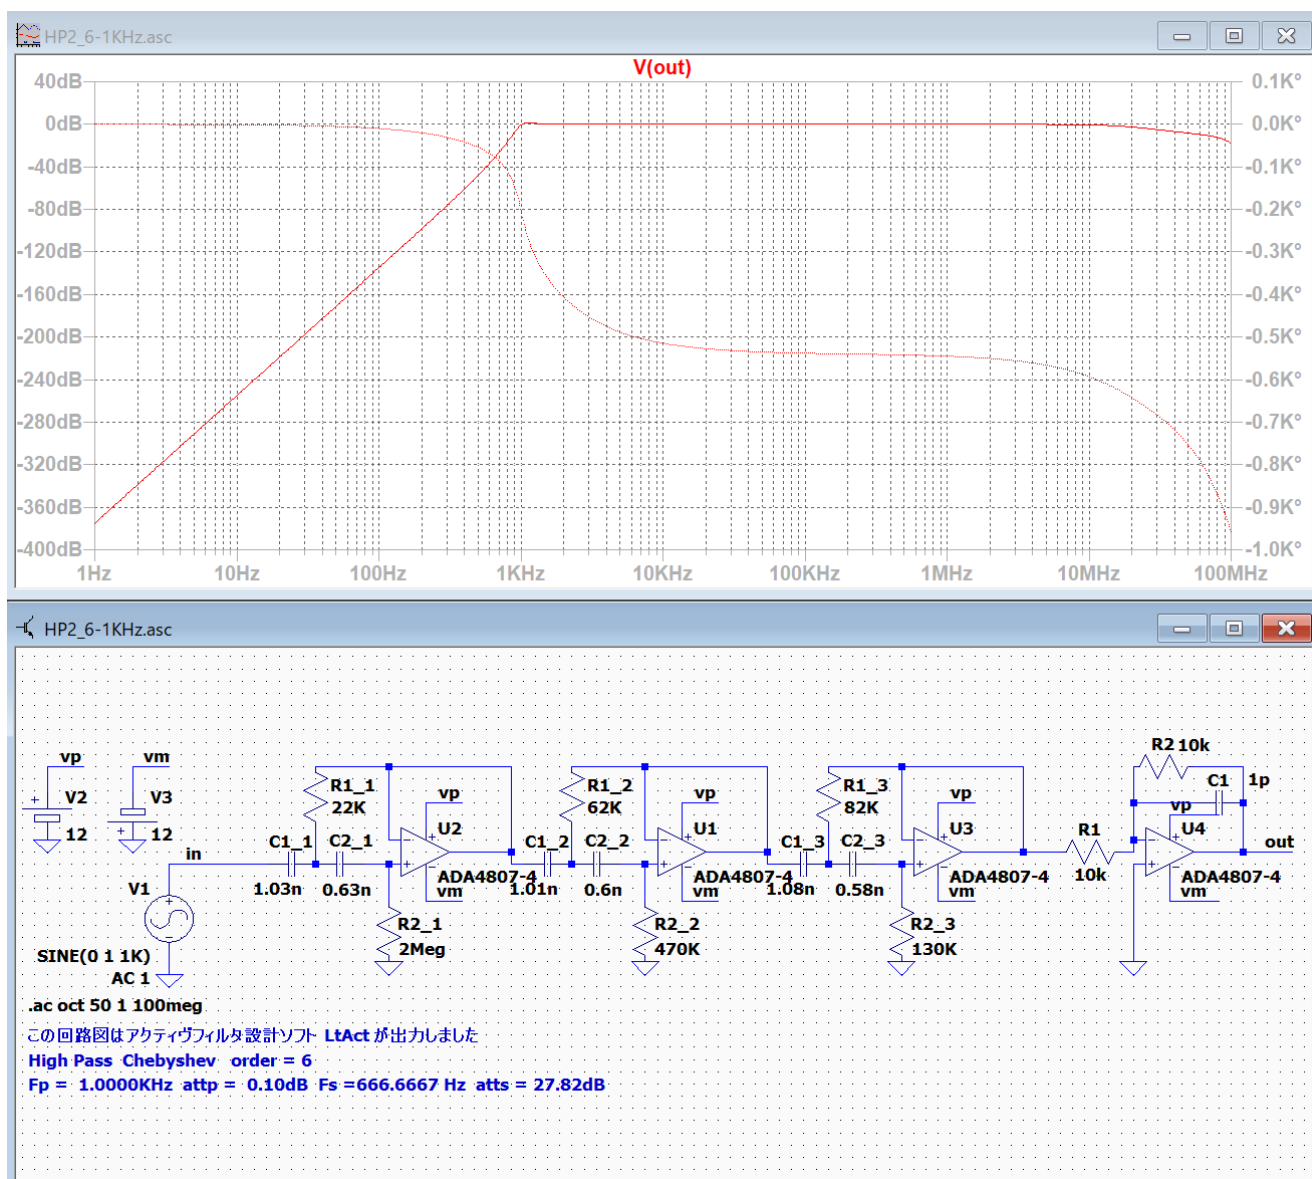 HP2_6-1KHz.asc
V(out)
40dB
0dB
-40dB
-80dB
-120dB
-160dB
-200dB
-240dB
-280dB
-320dB
-360dB
-400dB
0.1K°
0.0K°
-0.1K°
-0.2K°
-0.3K°
-0.4K°
-0.5K°
-0.6K°
-0.7K°
-0.8K°
-0.9K°
-1.0K°
1Hz 10Hz 100Hz 1KHz 10KHz 100KHz 1MHz 10MHz 100MHz
HP2_6-1KHz.asc
vp
V2
12
vm
V3
12
in
V1
SINE(0 1 1K)
AC 1
C1_1
1.03n
R1_1
22K
C2_1
0.63n
R2_1
2Meg
vp
U2
ADA4807-4
vm
C1_2
1.01n
R1_2
62K
C2_2
0.6n
R2_2
470K
vp
U1
ADA4807-4
vm
C1_3
1.08n
R1_3
82K
C2_3
0.58n
R2_3
130K
vp
U3
ADA4807-4
vm
R1
10k
R2 10k
C1 1p
vp
U4
ADA4807-4
vm
out
.ac oct 50 1 100meg
この回路図はアクティヴフィルタ設計ソフト LtAct が出力しました
High Pass Chebyshev order = 6
Fp = 1.0000KHz attp = 0.10dB Fs =666.6667 Hz atts = 27.82dB